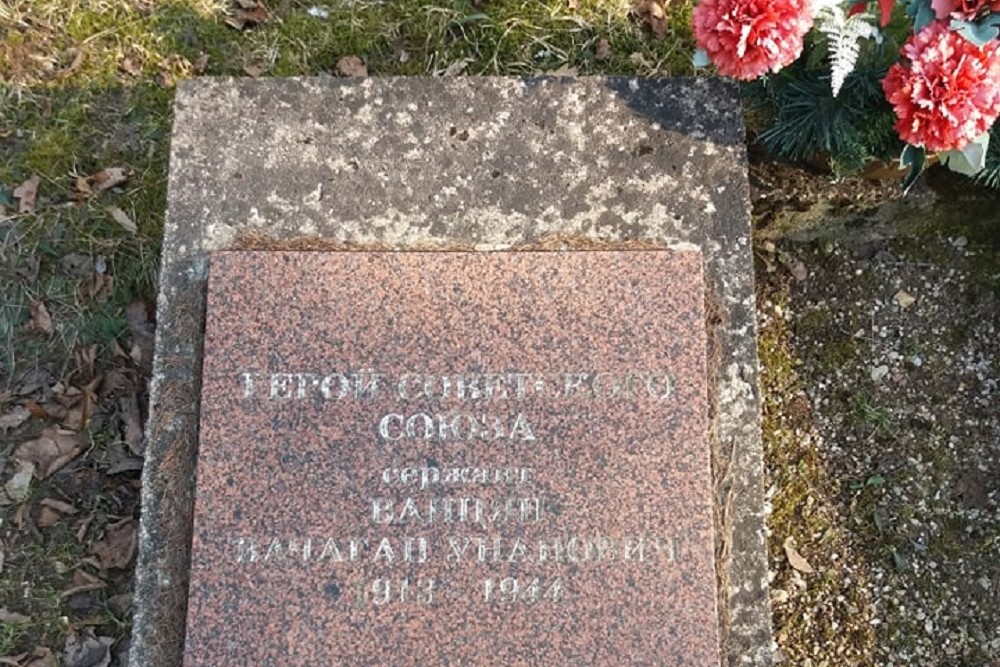 ГЕРОЙ СОВЕТСКОГО
СОЮЗА
сержант
ВАНЦЯН
ВАЧАГАН УНАНОВИЧ
1913 1944